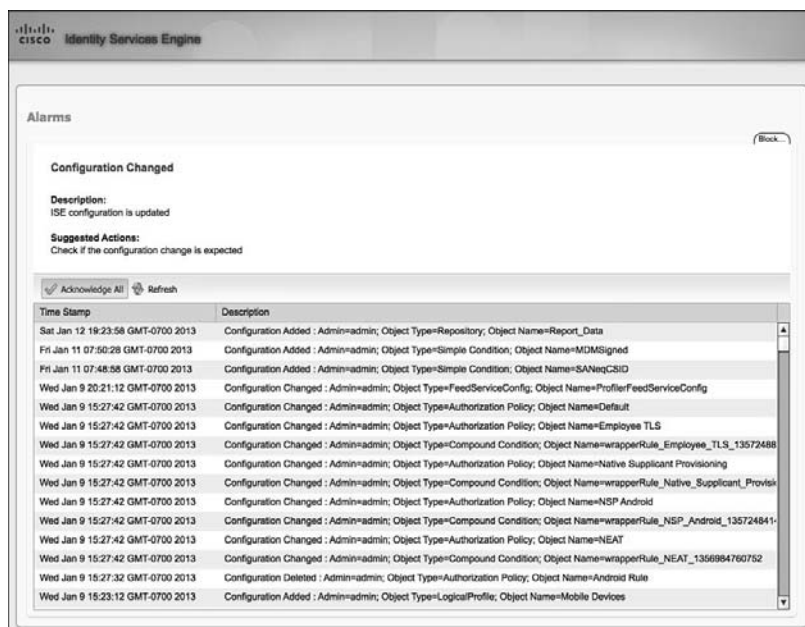 CISCO Identity Services Engine
Alarms
Block...
Configuration Changed
Description:
ISE configuration is updated
Suggested Actions:
Check if the configuration change is expected
Acknowledge All Refresh
Time Stamp Description
Sat Jan 12 19:23:58 GMT-0700 2013 Configuration Added : Admin=admin; Object Type=Repository; Object Name=Report_Data
Fri Jan 11 07:50:28 GMT-0700 2013 Configuration Added : Admin=admin; Object Type=Simple Condition; Object Name=MDMSigned
Fri Jan 11 07:48:58 GMT-0700 2013 Configuration Added : Admin=admin; Object Type=Simple Condition; Object Name=SANeqCSID
Wed Jan 9 20:21:12 GMT-0700 2013 Configuration Changed : Admin=admin; Object Type=FeedServiceConfig; Object Name=ProfilerFeedServiceConfig
Wed Jan 9 15:27:42 GMT-0700 2013 Configuration Changed : Admin=admin; Object Type=Authorization Policy; Object Name=Default
Wed Jan 9 15:27:42 GMT-0700 2013 Configuration Changed : Admin=admin; Object Type=Authorization Policy; Object Name=Employee TLS
Wed Jan 9 15:27:42 GMT-0700 2013 Configuration Changed : Admin=admin; Object Type=Compound Condition; Object Name=wrapperRule_Employee_TLS_13572488
Wed Jan 9 15:27:42 GMT-0700 2013 Configuration Changed : Admin=admin; Object Type=Authorization Policy; Object Name=Native Supplicant Provisioning
Wed Jan 9 15:27:42 GMT-0700 2013 Configuration Changed : Admin=admin; Object Type=Compound Condition; Object Name=wrapperRule_Native_Supplicant_Provisi
Wed Jan 9 15:27:42 GMT-0700 2013 Configuration Changed : Admin=admin; Object Type=Authorization Policy; Object Name=NSP Android
Wed Jan 9 15:27:42 GMT-0700 2013 Configuration Changed : Admin=admin; Object Type=Compound Condition; Object Name=wrapperRule_NSP_Android_135724841
Wed Jan 9 15:27:42 GMT-0700 2013 Configuration Changed : Admin=admin; Object Type=Authorization Policy; Object Name=NEAT
Wed Jan 9 15:27:42 GMT-0700 2013 Configuration Changed : Admin=admin; Object Type=Compound Condition; Object Name=wrapperRule_NEAT_1356984760752
Wed Jan 9 15:27:32 GMT-0700 2013 Configuration Deleted : Admin=admin; Object Type=Authorization Policy; Object Name=Android Rule
Wed Jan 9 15:23:12 GMT-0700 2013 Configuration Added : Admin=admin; Object Type=LogicalProfile; Object Name=Mobile Devices